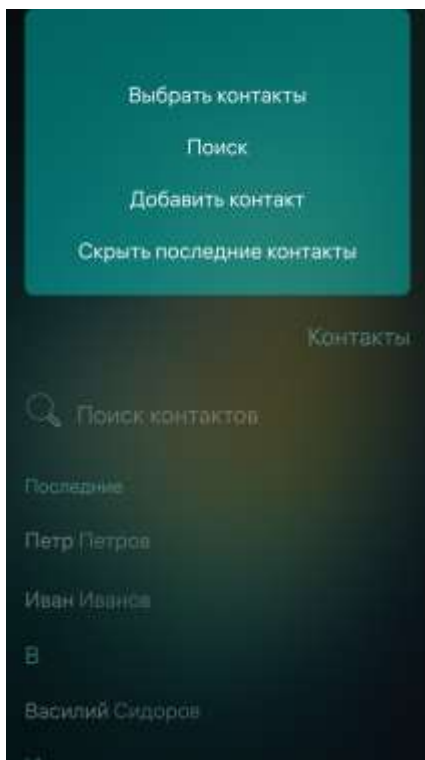 Выбрать контакты
Поиск
Добавить контакт
Скрыть последние контакты
Контакты
Поиск контактов
Последние
Петр Петров
Иван Иванов
В
Василий Сидоров